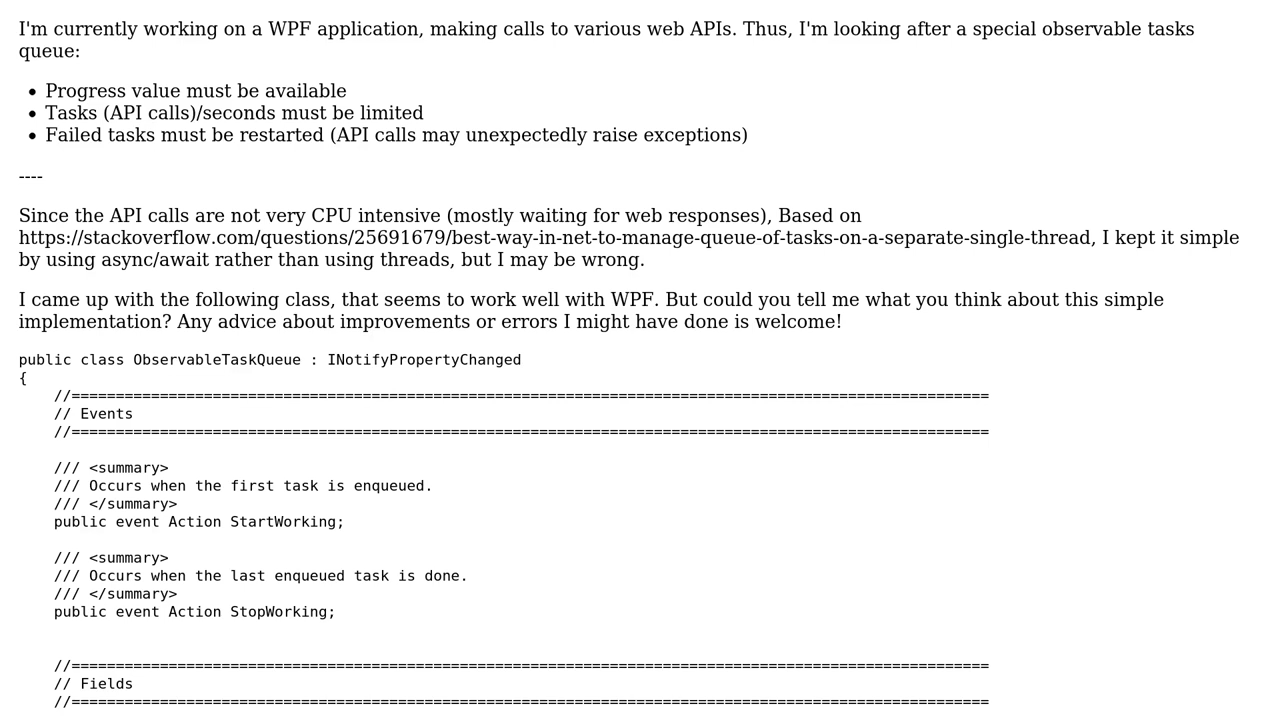 I'm currently working on a WPF application, making calls to various web APIs. Thus, I'm looking after a special observable tasks
queue:
• Progress value must be available
• Tasks (API calls)/seconds must be limited
• Failed tasks must be restarted (API calls may unexpectedly raise exceptions)
----
Since the API calls are not very CPU intensive (mostly waiting for web responses), Based on
https://stackoverflow.com/questions/25691679/best-way-in-net-to-manage-queue-of-tasks-on-a-separate-single-thread, I kept it simple
by using async/await rather than using threads, but I may be wrong.
I came up with the following class, that seems to work well with WPF. But could you tell me what you think about this simple
implementation? Any advice about improvements or errors I might have done is welcome!
public class ObservableTaskQueue : INotifyPropertyChanged
{
    //========================================================================================================
    // Events
    //========================================================================================================
    /// <summary>
    /// Occurs when the first task is enqueued.
    /// </summary>
    public event Action StartWorking;
    /// <summary>
    /// Occurs when the last enqueued task is done.
    /// </summary>
    public event Action StopWorking;
    //========================================================================================================
    // Fields
    //========================================================================================================